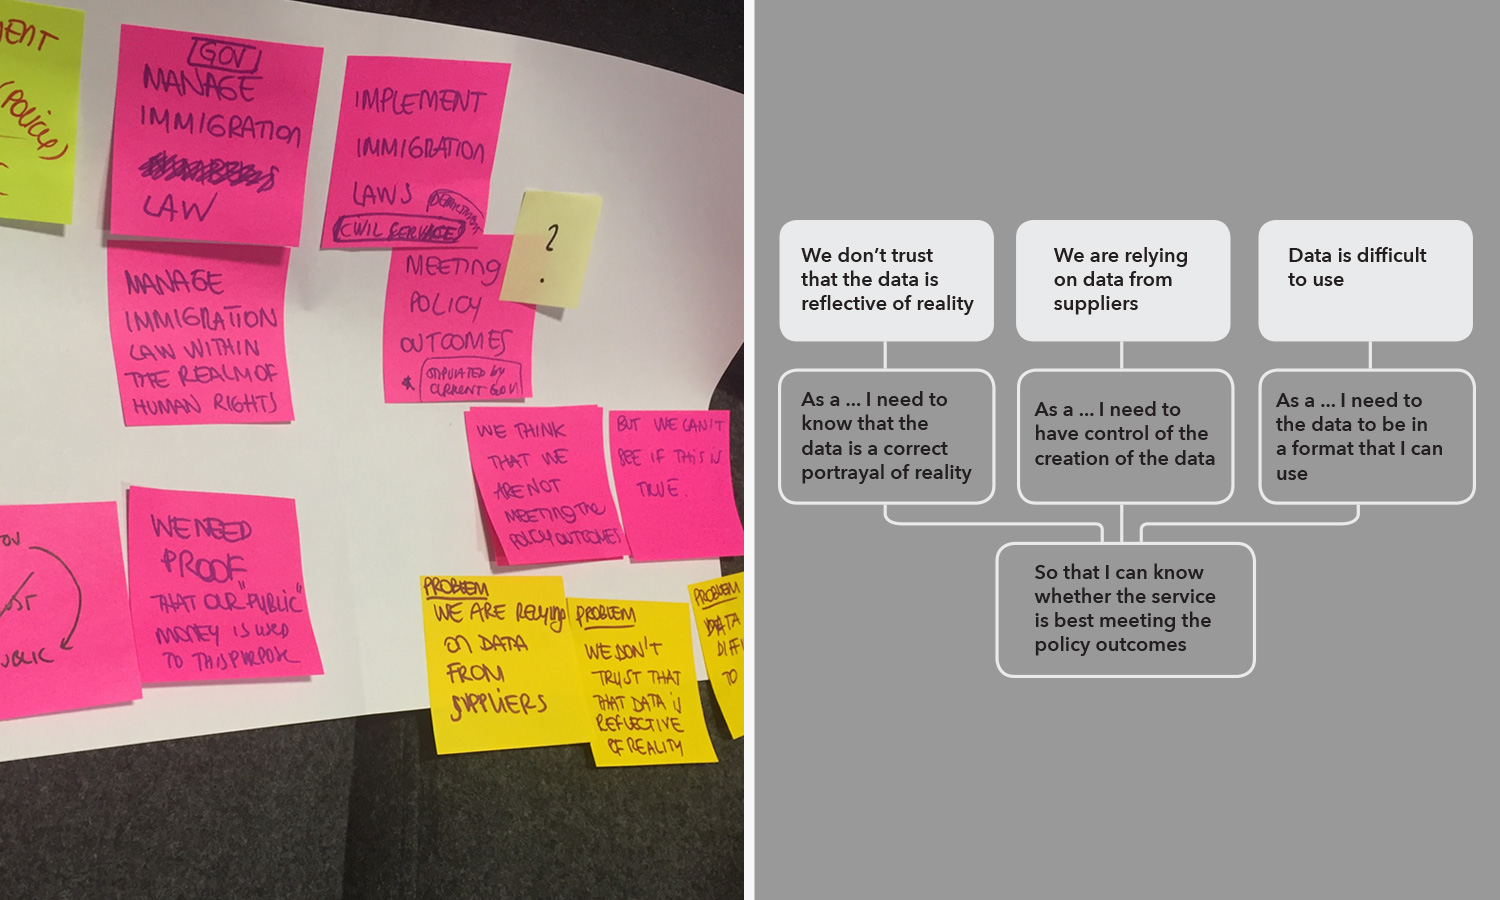 MENT
(POLICY)
GOV
MANAGE
IMMIGRATION
LAW
IMPLEMENT
IMMIGRATION
LAWS
CIVIL SERVICE
?
MANAGE
IMMIGRATION
LAW WITHIN
THE REALM OF
HUMAN RIGHTS
MEETING
POLICY
OUTCOMES
* STIPULATED by
CURRENT GOV
WE THINK
THAT WE
ARE NOT
MEETING THE
POLICY OUTCOMES
BUT WE CAN'T
SEE IF THIS IS
TRUE.
WE NEED
PROOF
THAT OUR "PUBLIC"
MONEY IS USED
TO THIS PURPOSE
PROBLEM
WE ARE RElying
ON DATA
FROM
SUPPLiERS
PROBLEM
WE DON'T
TRUST THAT
THAT DATA iS
REFLECTIVE
OF REALITY
PROBLEM
DATA
DIFFI
TO
We don't trust
that the data is
reflective of reality
We are relying
on data from
suppliers
Data is difficult
to use
As a ... I need to
know that the
data is a correct
portrayal of reality
As a ... I need to
have control of the
creation of the data
As a ... I need to
the data to be in
a format that I can
use
So that I can know
whether the service
is best meeting the
policy outcomes